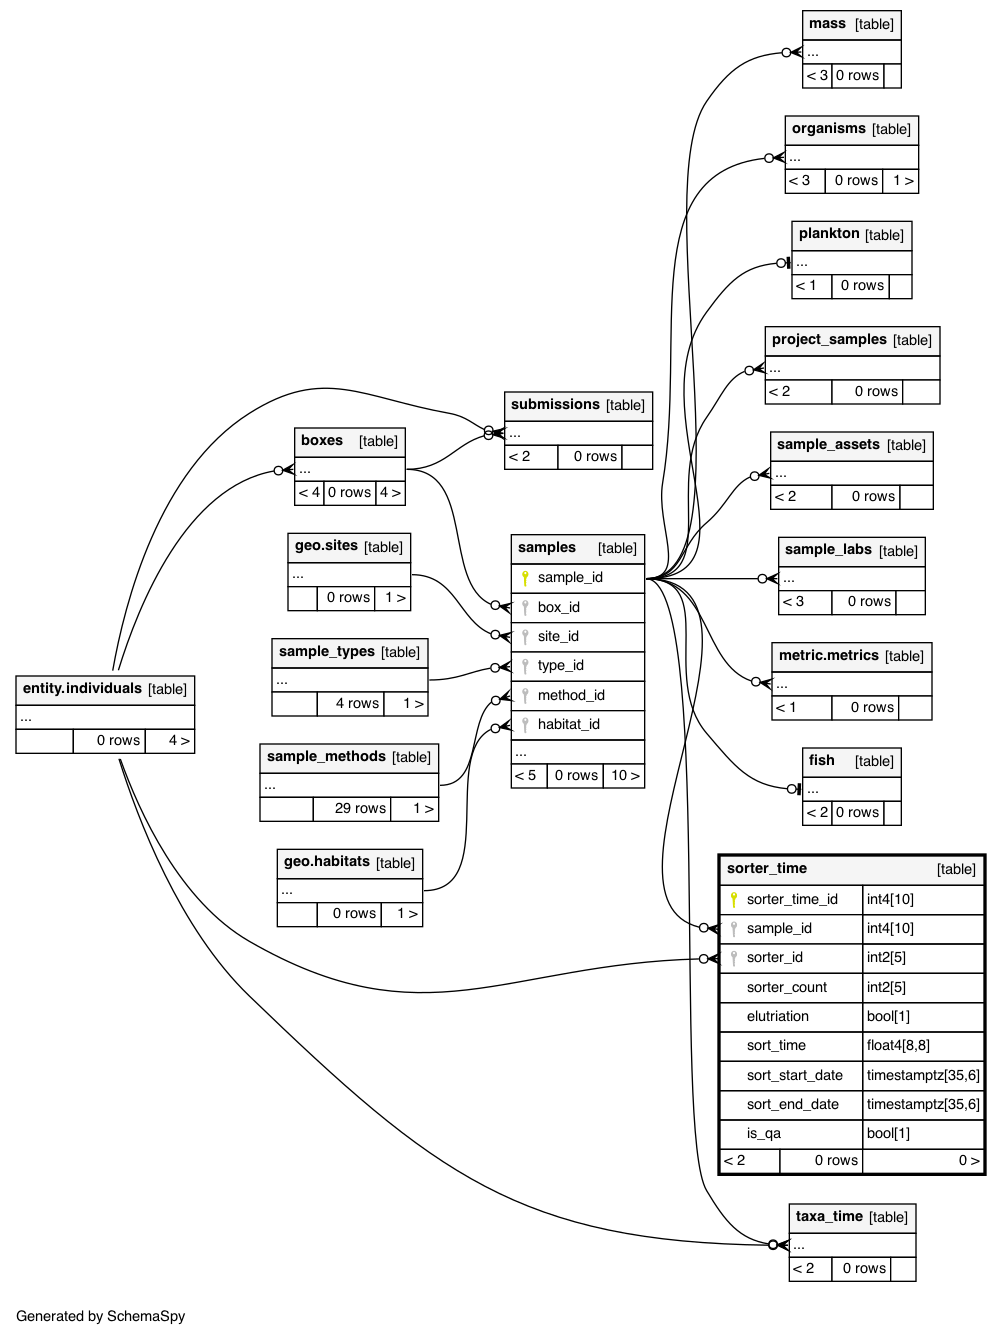 mass [table]
...
< 3 0 rows
organisms [table]
...
< 3 0 rows 1 >
plankton [table]
...
< 1 0 rows
project_samples [table]
...
< 2 0 rows
submissions [table]
...
< 2 0 rows
boxes [table]
...
< 4 0 rows 4 >
sample_assets [table]
...
< 2 0 rows
geo.sites [table]
...
0 rows 1 >
samples [table]
sample_id
box_id
site_id
type_id
method_id
habitat_id
...
< 5 0 rows 10 >
sample_labs [table]
...
< 3 0 rows
sample_types [table]
...
4 rows 1 >
metric.metrics [table]
...
< 1 0 rows
entity.individuals [table]
...
0 rows 4 >
sample_methods [table]
...
29 rows 1 >
fish [table]
...
< 2 0 rows
geo.habitats [table]
...
0 rows 1 >
sorter_time [table]
sorter_time_id int4[10]
sample_id int4[10]
sorter_id int2[5]
sorter_count int2[5]
elutriation bool[1]
sort_time float4[8,8]
sort_start_date timestamptz[35,6]
sort_end_date timestamptz[35,6]
is_qa bool[1]
< 2 0 rows 0 >
taxa_time [table]
...
< 2 0 rows
Generated by SchemaSpy